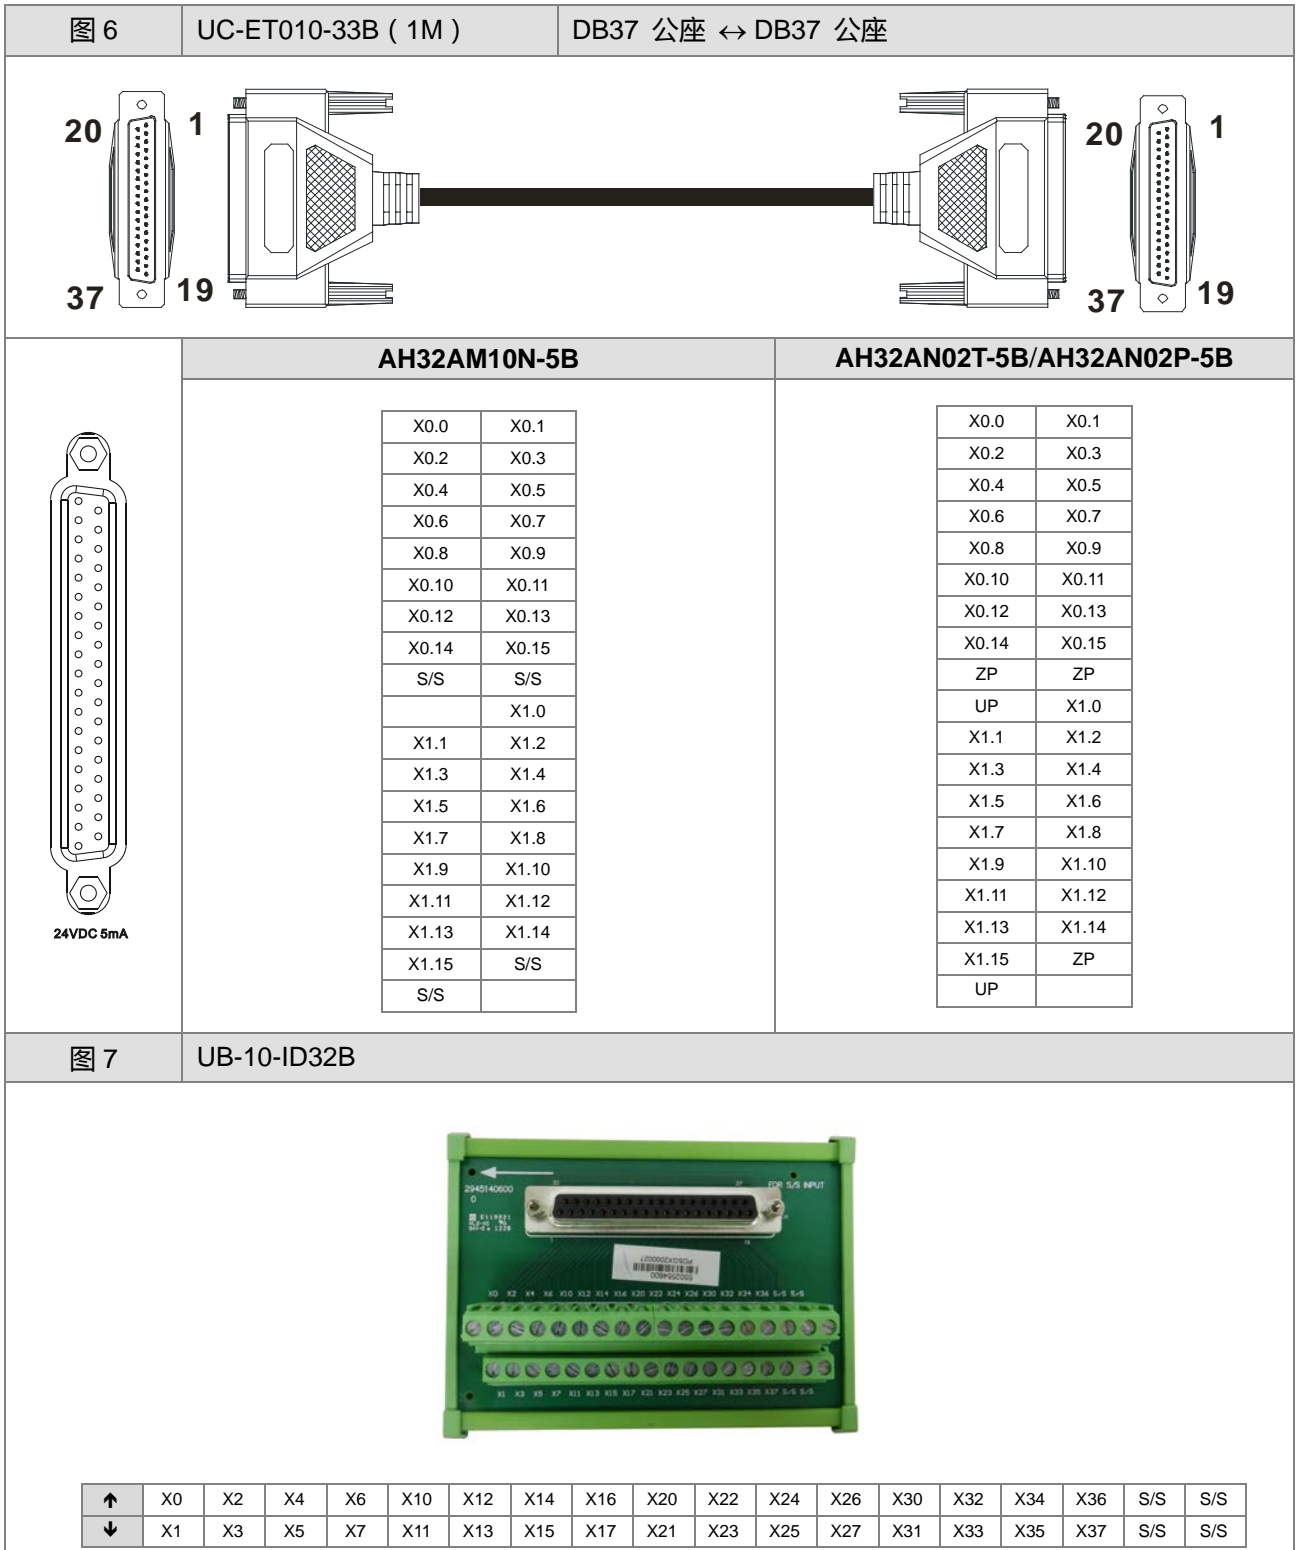 图 6 UC-ET010-33B（1M） DB37 公座 ↔ DB37 公座
20 1 20 1
37 19 37 19
AH32AM10N-5B AH32AN02T-5B/AH32AN02P-5B
X0.0 X0.1 X0.0 X0.1
X0.2 X0.3 X0.2 X0.3
X0.4 X0.5 X0.4 X0.5
X0.6 X0.7 X0.6 X0.7
X0.8 X0.9 X0.8 X0.9
X0.10 X0.11 X0.10 X0.11
X0.12 X0.13 X0.12 X0.13
X0.14 X0.15 X0.14 X0.15
S/S S/S ZP ZP
X1.0 UP X1.0
X1.1 X1.2 X1.1 X1.2
X1.3 X1.4 X1.3 X1.4
X1.5 X1.6 X1.5 X1.6
X1.7 X1.8 X1.7 X1.8
X1.9 X1.10 X1.9 X1.10
X1.11 X1.12 X1.11 X1.12
24VDC 5mA
X1.13 X1.14 X1.13 X1.14
X1.15 S/S X1.15 ZP
S/S UP
图 7 UB-10-ID32B
FOR S/S INPUT
2945140600
0
X0 X2 X4 X6 X10 X12 X14 X16 X20 X22 X24 X26 X30 X32 X34 X36 S/S S/S
X1 X3 X5 X7 X11 X13 X15 X17 X21 X23 X25 X27 X31 X33 X35 X37 S/S S/S
↑ X0 X2 X4 X6 X10 X12 X14 X16 X20 X22 X24 X26 X30 X32 X34 X36 S/S S/S
↓ X1 X3 X5 X7 X11 X13 X15 X17 X21 X23 X25 X27 X31 X33 X35 X37 S/S S/S